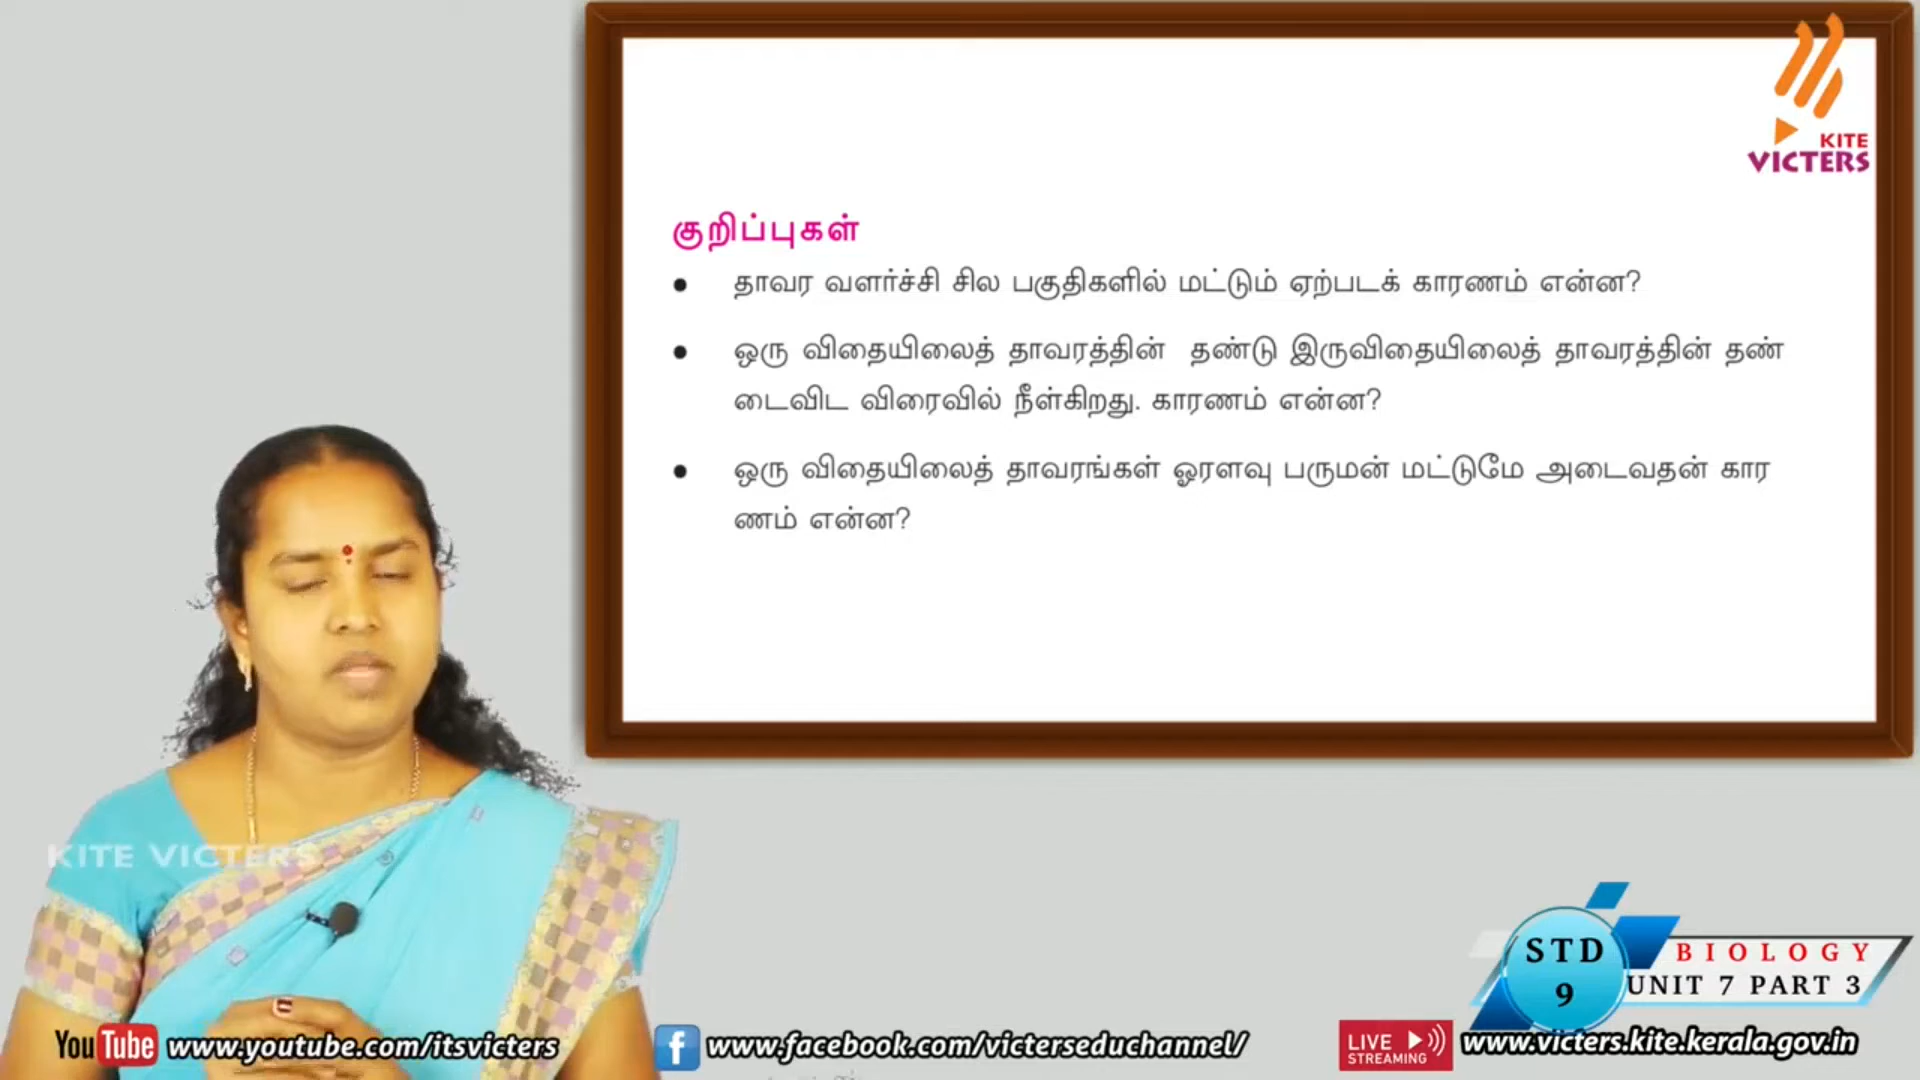 KITE
VICTERS
குறிப்புகள்
● தாவர வளர்ச்சி சில பகுதிகளில் மட்டும் ஏற்படக் காரணம் என்ன?
● ஒரு விதையிலைத் தாவரத்தின் தண்டு இருவிதையிலைத் தாவரத்தின் தண்
டைவிட விரைவில் நீள்கிறது. காரணம் என்ன?
● ஒரு விதையிலைத் தாவரங்கள் ஓரளவு பருமன் மட்டுமே அடைவதன் கார
ணம் என்ன?
KITE VICTERS
STD
9
BIOLOGY
UNIT 7 PART 3
YouTube www.youtube.com/itsvicters
f www.facebook.com/victerseduchannel/
LIVE
STREAMING
www.victers.kite.kerala.gov.in